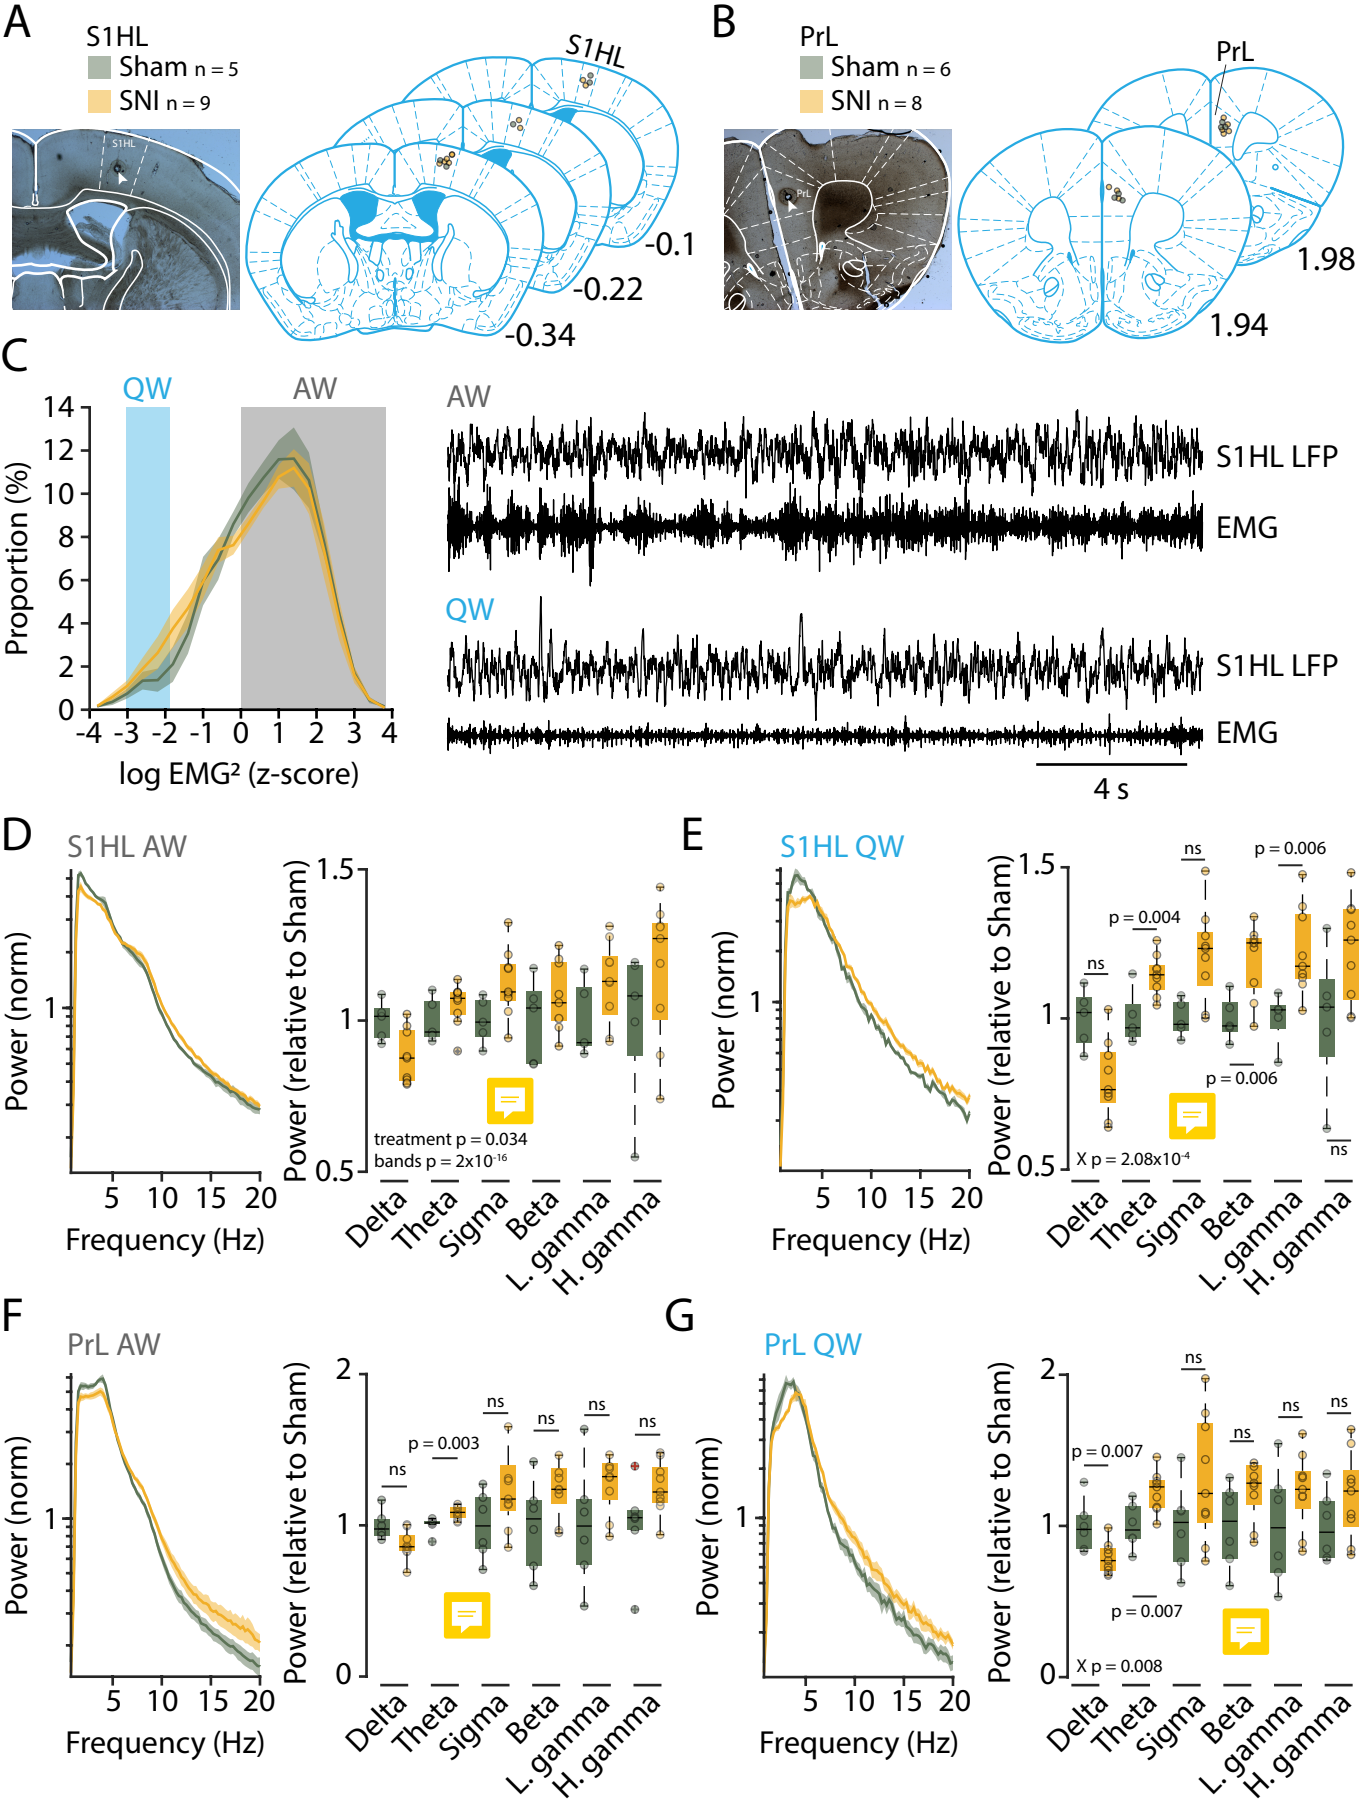 A
S1HL
Sham n = 5
SNI n = 9
S1HL
S1HL
-0.1
-0.22
-0.34
B
PrL
Sham n = 6
SNI n = 8
PrL
PrL
1.98
1.94
C
QW
AW
14
12
10
8
6
4
2
0
Proportion (%)
-4 -3 -2 -1 0 1 2 3 4
log EMG² (z-score)
AW
S1HL LFP
EMG
QW
S1HL LFP
EMG
4 s
D
S1HL AW
Power (norm)
1
5 10 15 20
Frequency (Hz)
Power (relative to Sham)
1.5
1
0.5
treatment p = 0.034
bands p = 2x10⁻¹⁶
Delta
Theta
Sigma
Beta
L. gamma
H. gamma
E
S1HL QW
Power (norm)
1
5 10 15 20
Frequency (Hz)
Power (relative to Sham)
1.5
1
0.5
ns
p = 0.004
ns
p = 0.006
p = 0.006
ns
X p = 2.08x10⁻⁴
Delta
Theta
Sigma
Beta
L. gamma
H. gamma
F
PrL AW
Power (norm)
1
5 10 15 20
Frequency (Hz)
Power (relative to Sham)
2
1
0
ns
p = 0.003
ns
ns
ns
ns
Delta
Theta
Sigma
Beta
L. gamma
H. gamma
G
PrL QW
Power (norm)
1
5 10 15 20
Frequency (Hz)
Power (relative to Sham)
2
1
0
p = 0.007
p = 0.007
ns
ns
ns
ns
X p = 0.008
Delta
Theta
Sigma
Beta
L. gamma
H. gamma